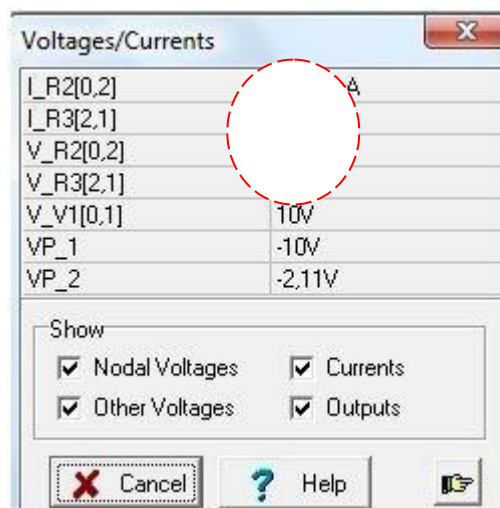 Voltages/Currents
I_R2[0,2] A
I_R3[2,1]
V_R2[0,2]
V_R3[2,1]
V_V1[0,1] 10V
VP_1 -10V
VP_2 -2,11V
Show
Nodal Voltages Currents
Other Voltages Outputs
Cancel ? Help